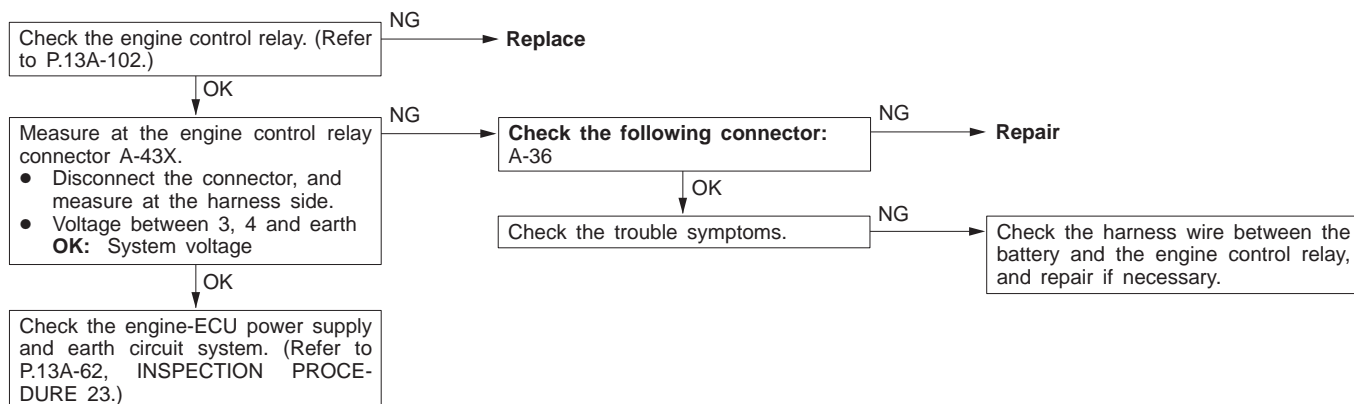 Check the engine control relay. (Refer
to P.13A-102.)
NG
Replace
OK
Measure at the engine control relay
connector A-43X.
● Disconnect the connector, and
measure at the harness side.
● Voltage between 3, 4 and earth
OK: System voltage
NG
Check the following connector:
A-36
NG
Repair
OK
Check the trouble symptoms.
NG
Check the harness wire between the
battery and the engine control relay,
and repair if necessary.
OK
Check the engine-ECU power supply
and earth circuit system. (Refer to
P.13A-62, INSPECTION PROCE-
DURE 23.)